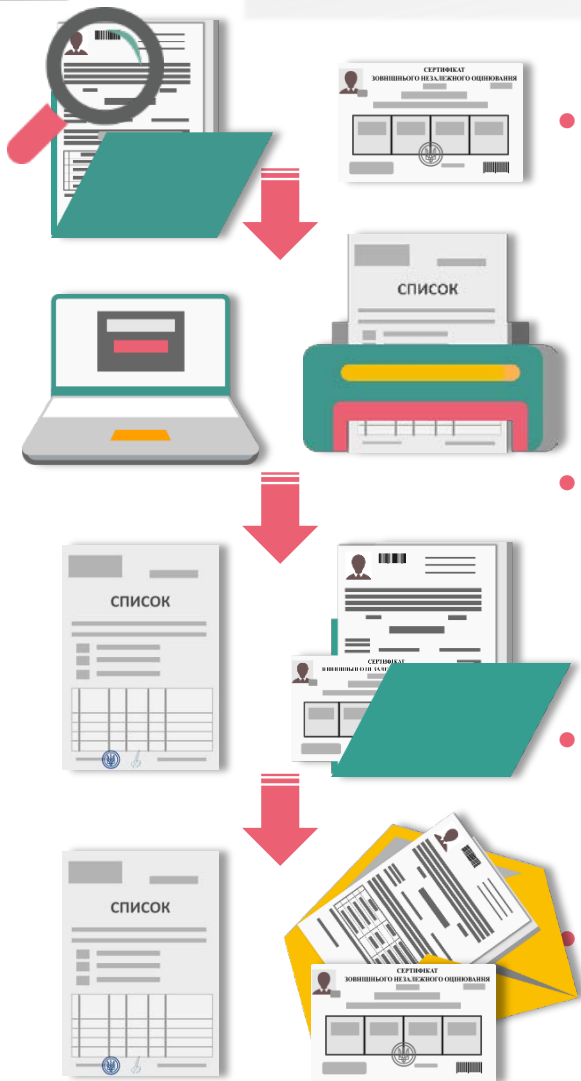 СЕРТИФІКАТ
ЗОВНІШНЬОГО НЕЗАЛЕЖНОГО ОЦІНЮВАННЯ
СПИСОК
СПИСОК
СЕРТИФІКАТ
СПИСОК
СЕРТИФІКАТ
ЗОВНІШНЬОГО НЕЗАЛЕЖНОГО ОЦІНЮВАННЯ